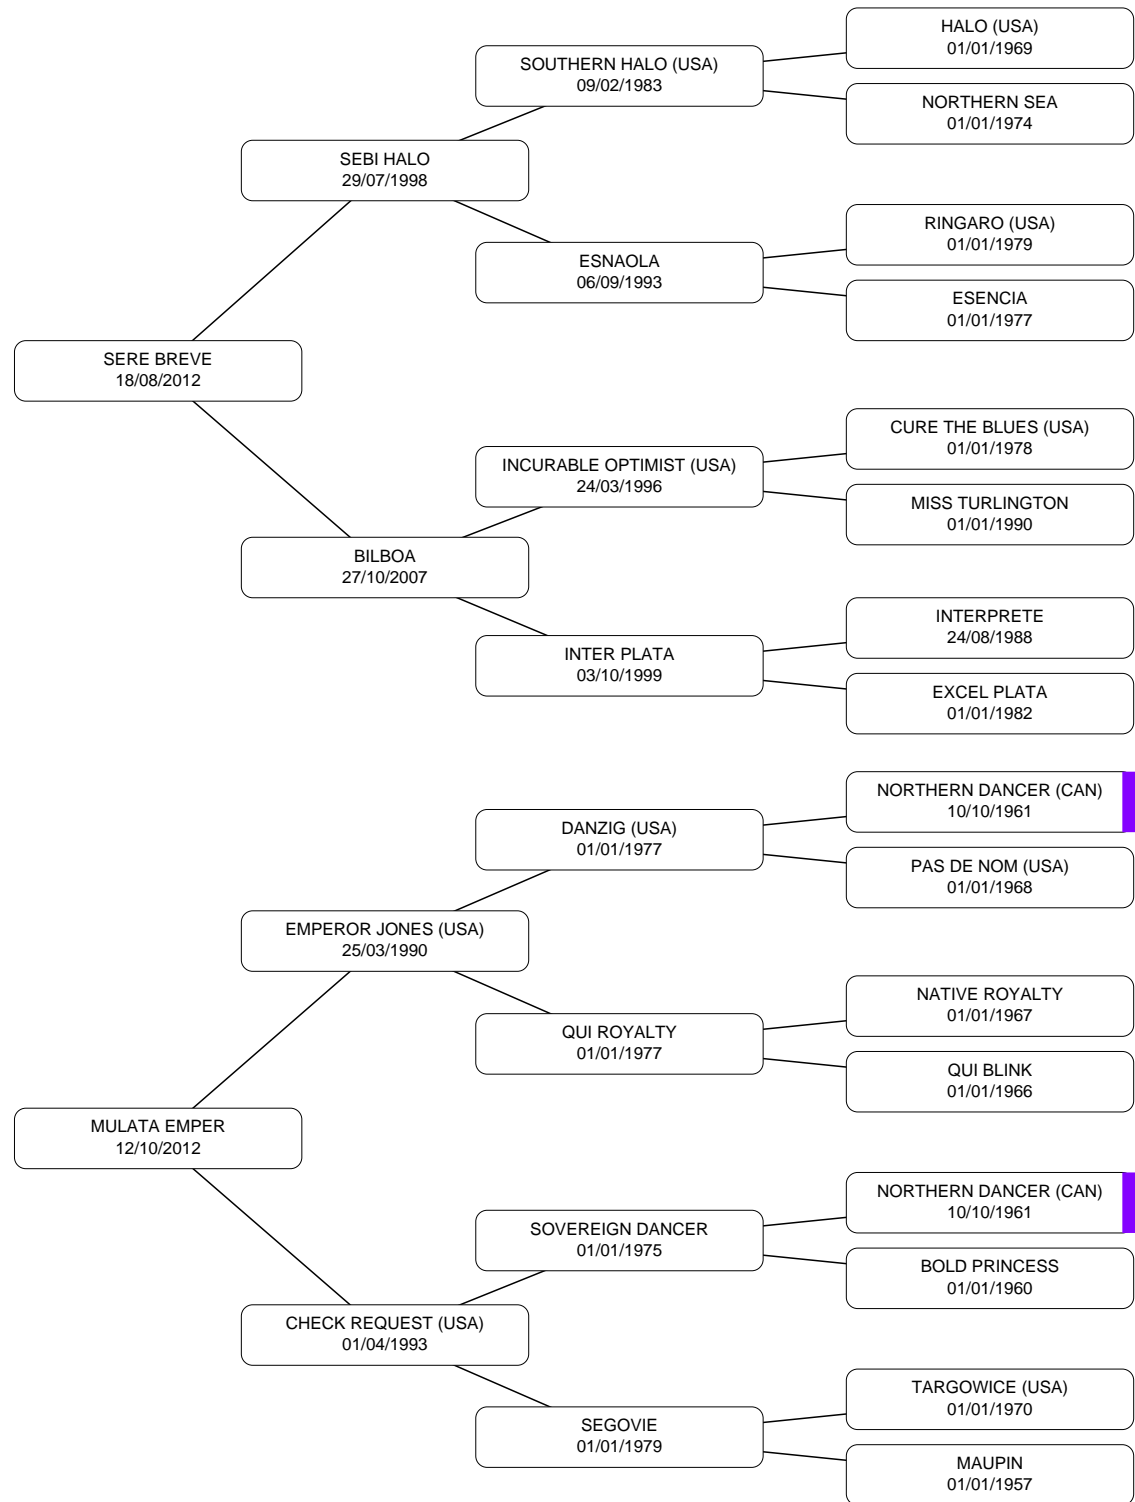 HALO (USA)
01/01/1969
SOUTHERN HALO (USA)
09/02/1983
NORTHERN SEA
01/01/1974
SEBI HALO
29/07/1998
RINGARO (USA)
01/01/1979
ESNAOLA
06/09/1993
ESENCIA
01/01/1977
SERE BREVE
18/08/2012
CURE THE BLUES (USA)
01/01/1978
INCURABLE OPTIMIST (USA)
24/03/1996
MISS TURLINGTON
01/01/1990
BILBOA
27/10/2007
INTERPRETE
24/08/1988
INTER PLATA
03/10/1999
EXCEL PLATA
01/01/1982
NORTHERN DANCER (CAN)
10/10/1961
DANZIG (USA)
01/01/1977
PAS DE NOM (USA)
01/01/1968
EMPEROR JONES (USA)
25/03/1990
NATIVE ROYALTY
01/01/1967
QUI ROYALTY
01/01/1977
QUI BLINK
01/01/1966
MULATA EMPER
12/10/2012
NORTHERN DANCER (CAN)
10/10/1961
SOVEREIGN DANCER
01/01/1975
BOLD PRINCESS
01/01/1960
CHECK REQUEST (USA)
01/04/1993
TARGOWICE (USA)
01/01/1970
SEGOVIE
01/01/1979
MAUPIN
01/01/1957